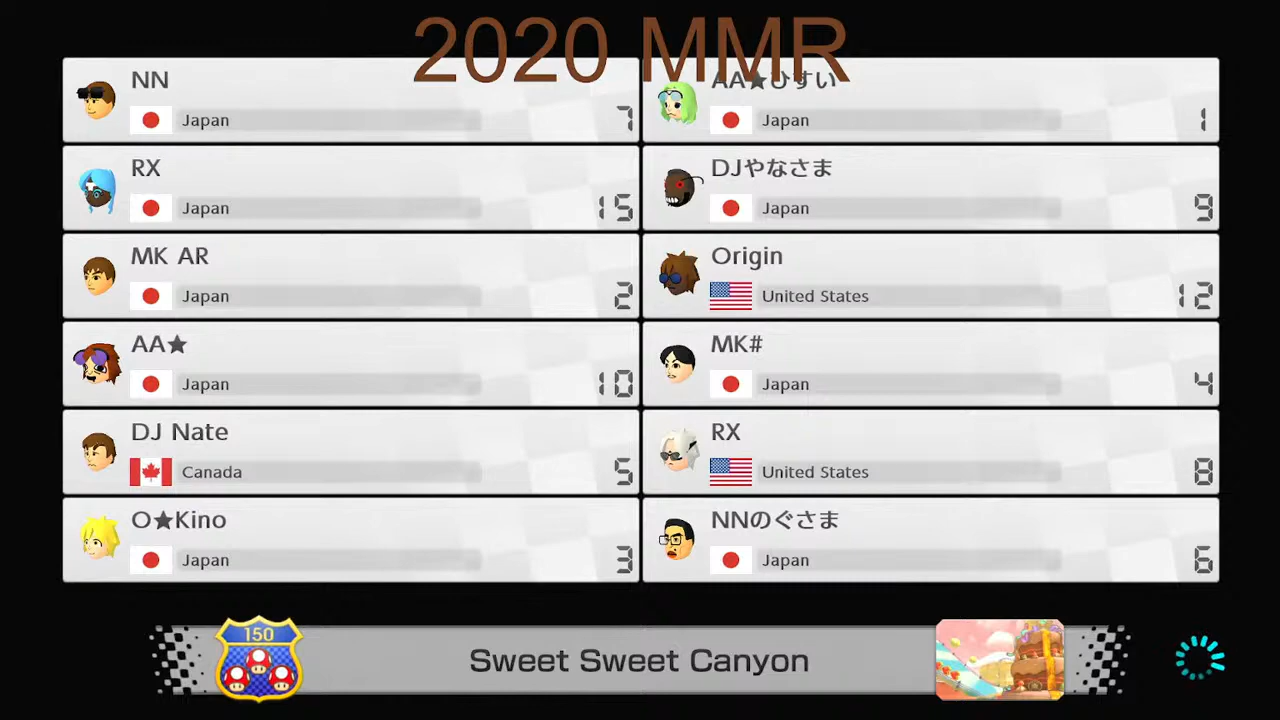 2020 MMR
NN
Japan
7
AA★ひすい
Japan
1
RX
Japan
15
DJやなさま
Japan
9
MK AR
Japan
2
Origin
United States
12
AA★
Japan
10
MK#
Japan
4
DJ Nate
Canada
5
RX
United States
8
O★Kino
Japan
3
NNのぐさま
Japan
6
150
Sweet Sweet Canyon